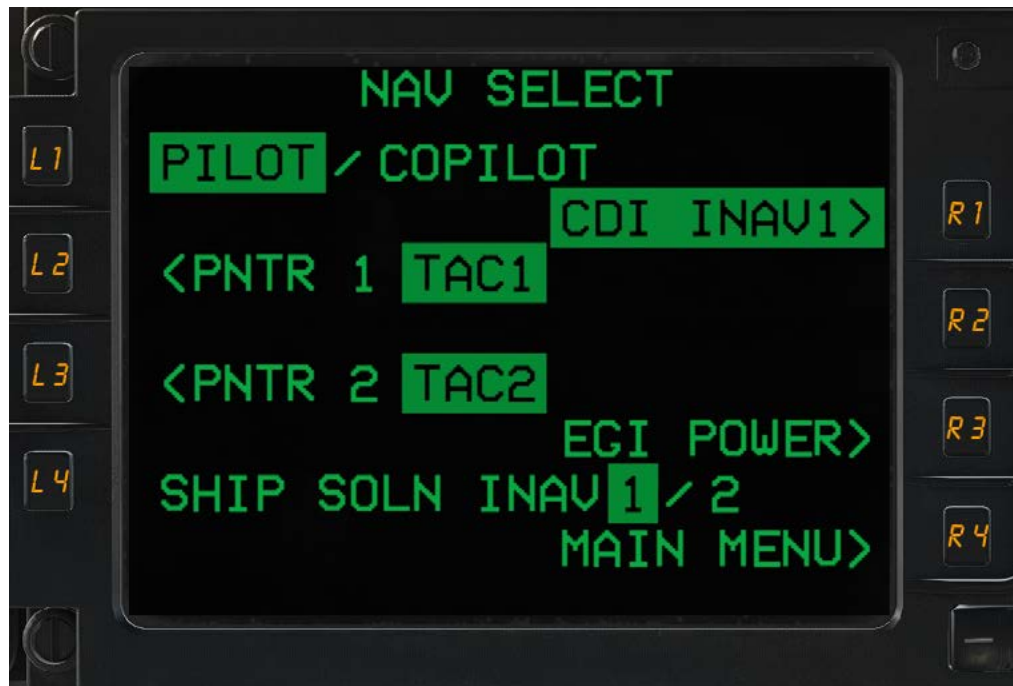 NAV SELECT
L1
PILOT / COPILOT
CDI INAV1>
R1
L2
<PNTR 1 TAC1
R2
L3
<PNTR 2 TAC2
EGI POWER>
R3
L4
SHIP SOLN INAV 1 / 2
MAIN MENU>
R4